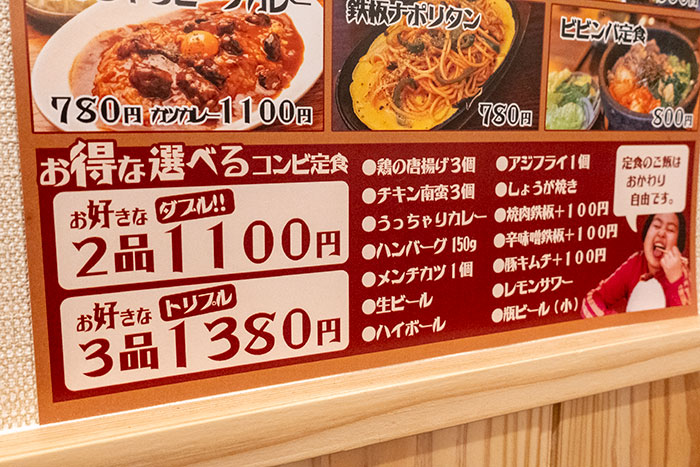 カレー
780円 カツカレー 1100円
鉄板ナポリタン
780円
ビビンバ定食
800円
お得な選べるコンビ定食
お好きな ダブル!!
2品 1100円
お好きな トリプル
3品 1380円
●鶏の唐揚げ3個
●チキン南蛮3個
●うっちゃりカレー
●ハンバーグ150g
●メンチカツ1個
●生ビール
●ハイボール
●アジフライ1個
●しょうが焼き
●焼肉鉄板+100円
●辛味噌鉄板+100円
●豚キムチ+100円
●レモンサワー
●瓶ビール(小)
定食のご飯は
おかわり
自由です。